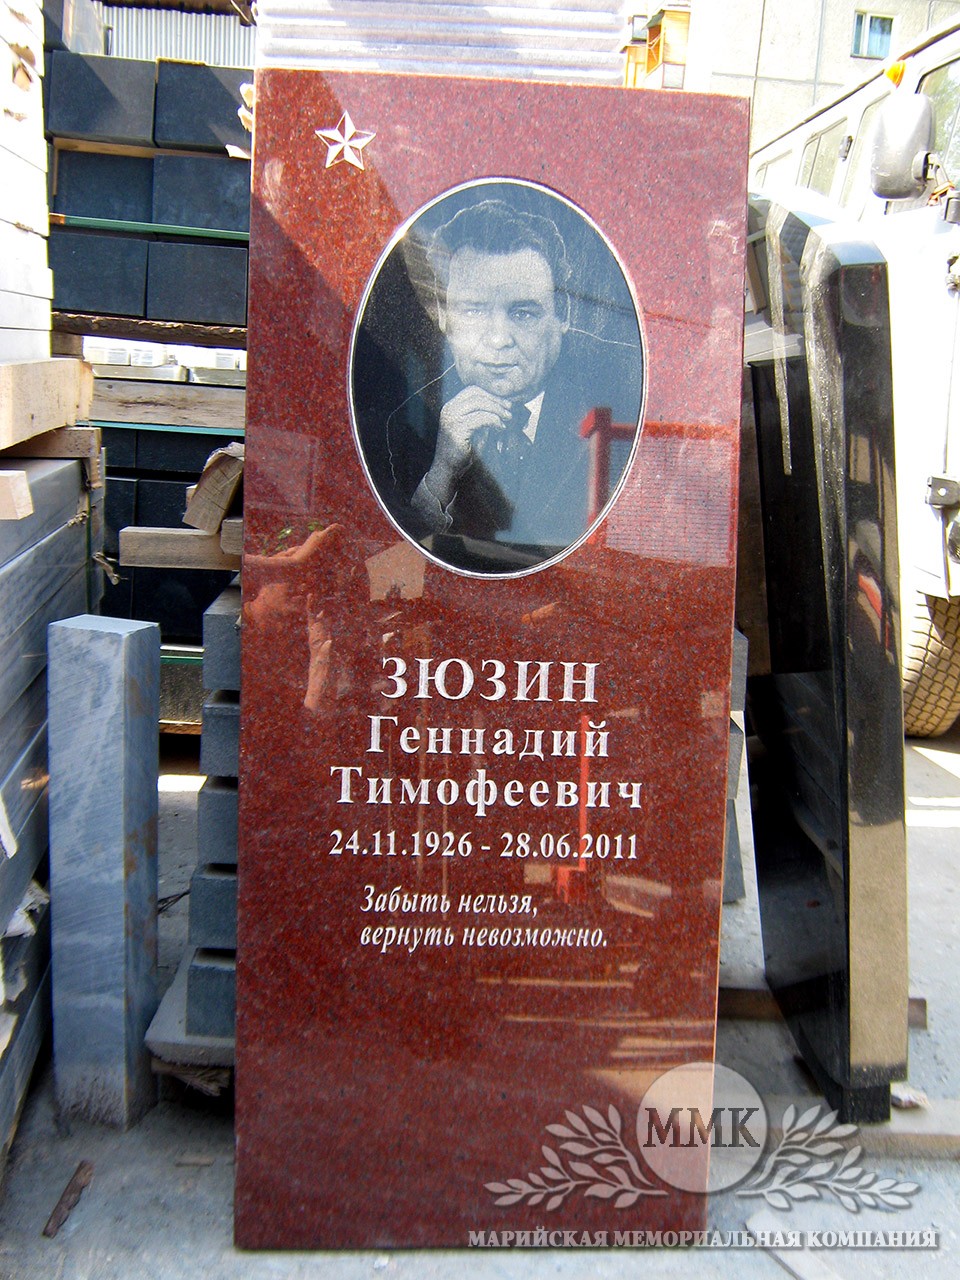 ЗЮЗИН
Геннадий
Тимофеевич
24.11.1926 - 28.06.2011
Забыть нельзя,
вернуть невозможно.
ММК
МАРИЙСКАЯ МЕМОРИАЛЬНАЯ КОМПАНИЯ